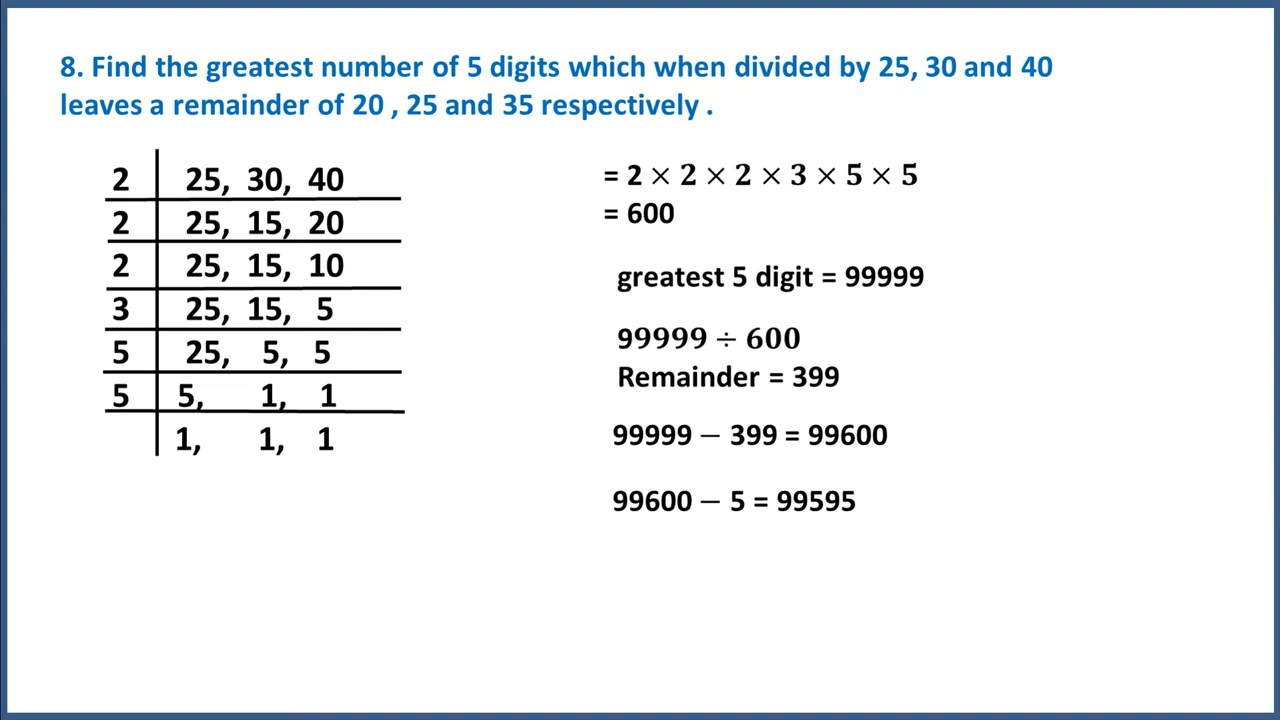 8. Find the greatest number of 5 digits which when divided by 25, 30 and 40
leaves a remainder of 20 , 25 and 35 respectively .
2 25, 30, 40
2 25, 15, 20
2 25, 15, 10
3 25, 15, 5
5 25, 5, 5
5 5, 1, 1
1, 1, 1
= 2 × 2 × 2 × 3 × 5 × 5
= 600
greatest 5 digit = 99999
99999 ÷ 600
Remainder = 399
99999 − 399 = 99600
99600 − 5 = 99595